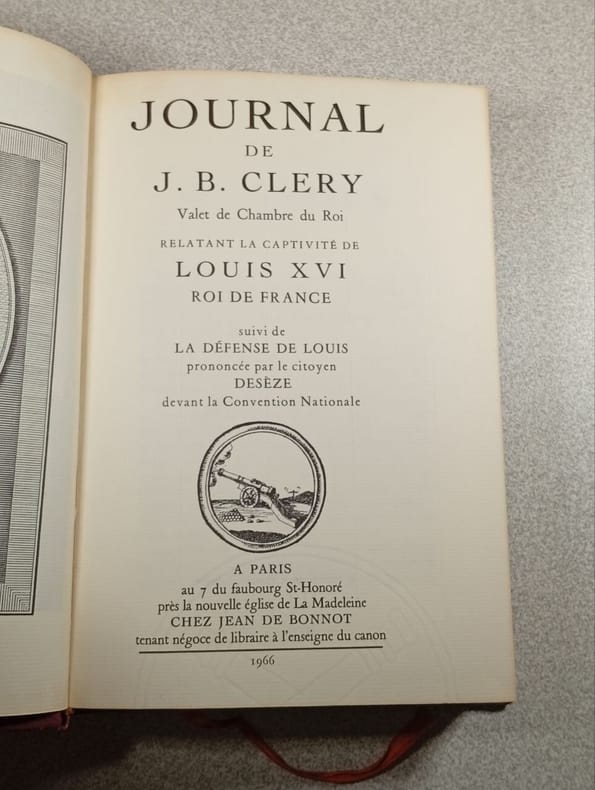 JOURNAL
DE
J. B. CLERY
Valet de Chambre du Roi
RELATANT LA CAPTIVITÉ DE
LOUIS XVI
ROI DE FRANCE
suivi de
LA DÉFENSE DE LOUIS
prononcée par le citoyen
DESÈZE
devant la Convention Nationale
A PARIS
au 7 du faubourg St-Honoré
près la nouvelle église de La Madeleine
CHEZ JEAN DE BONNOT
tenant négoce de libraire à l'enseigne du canon
1966